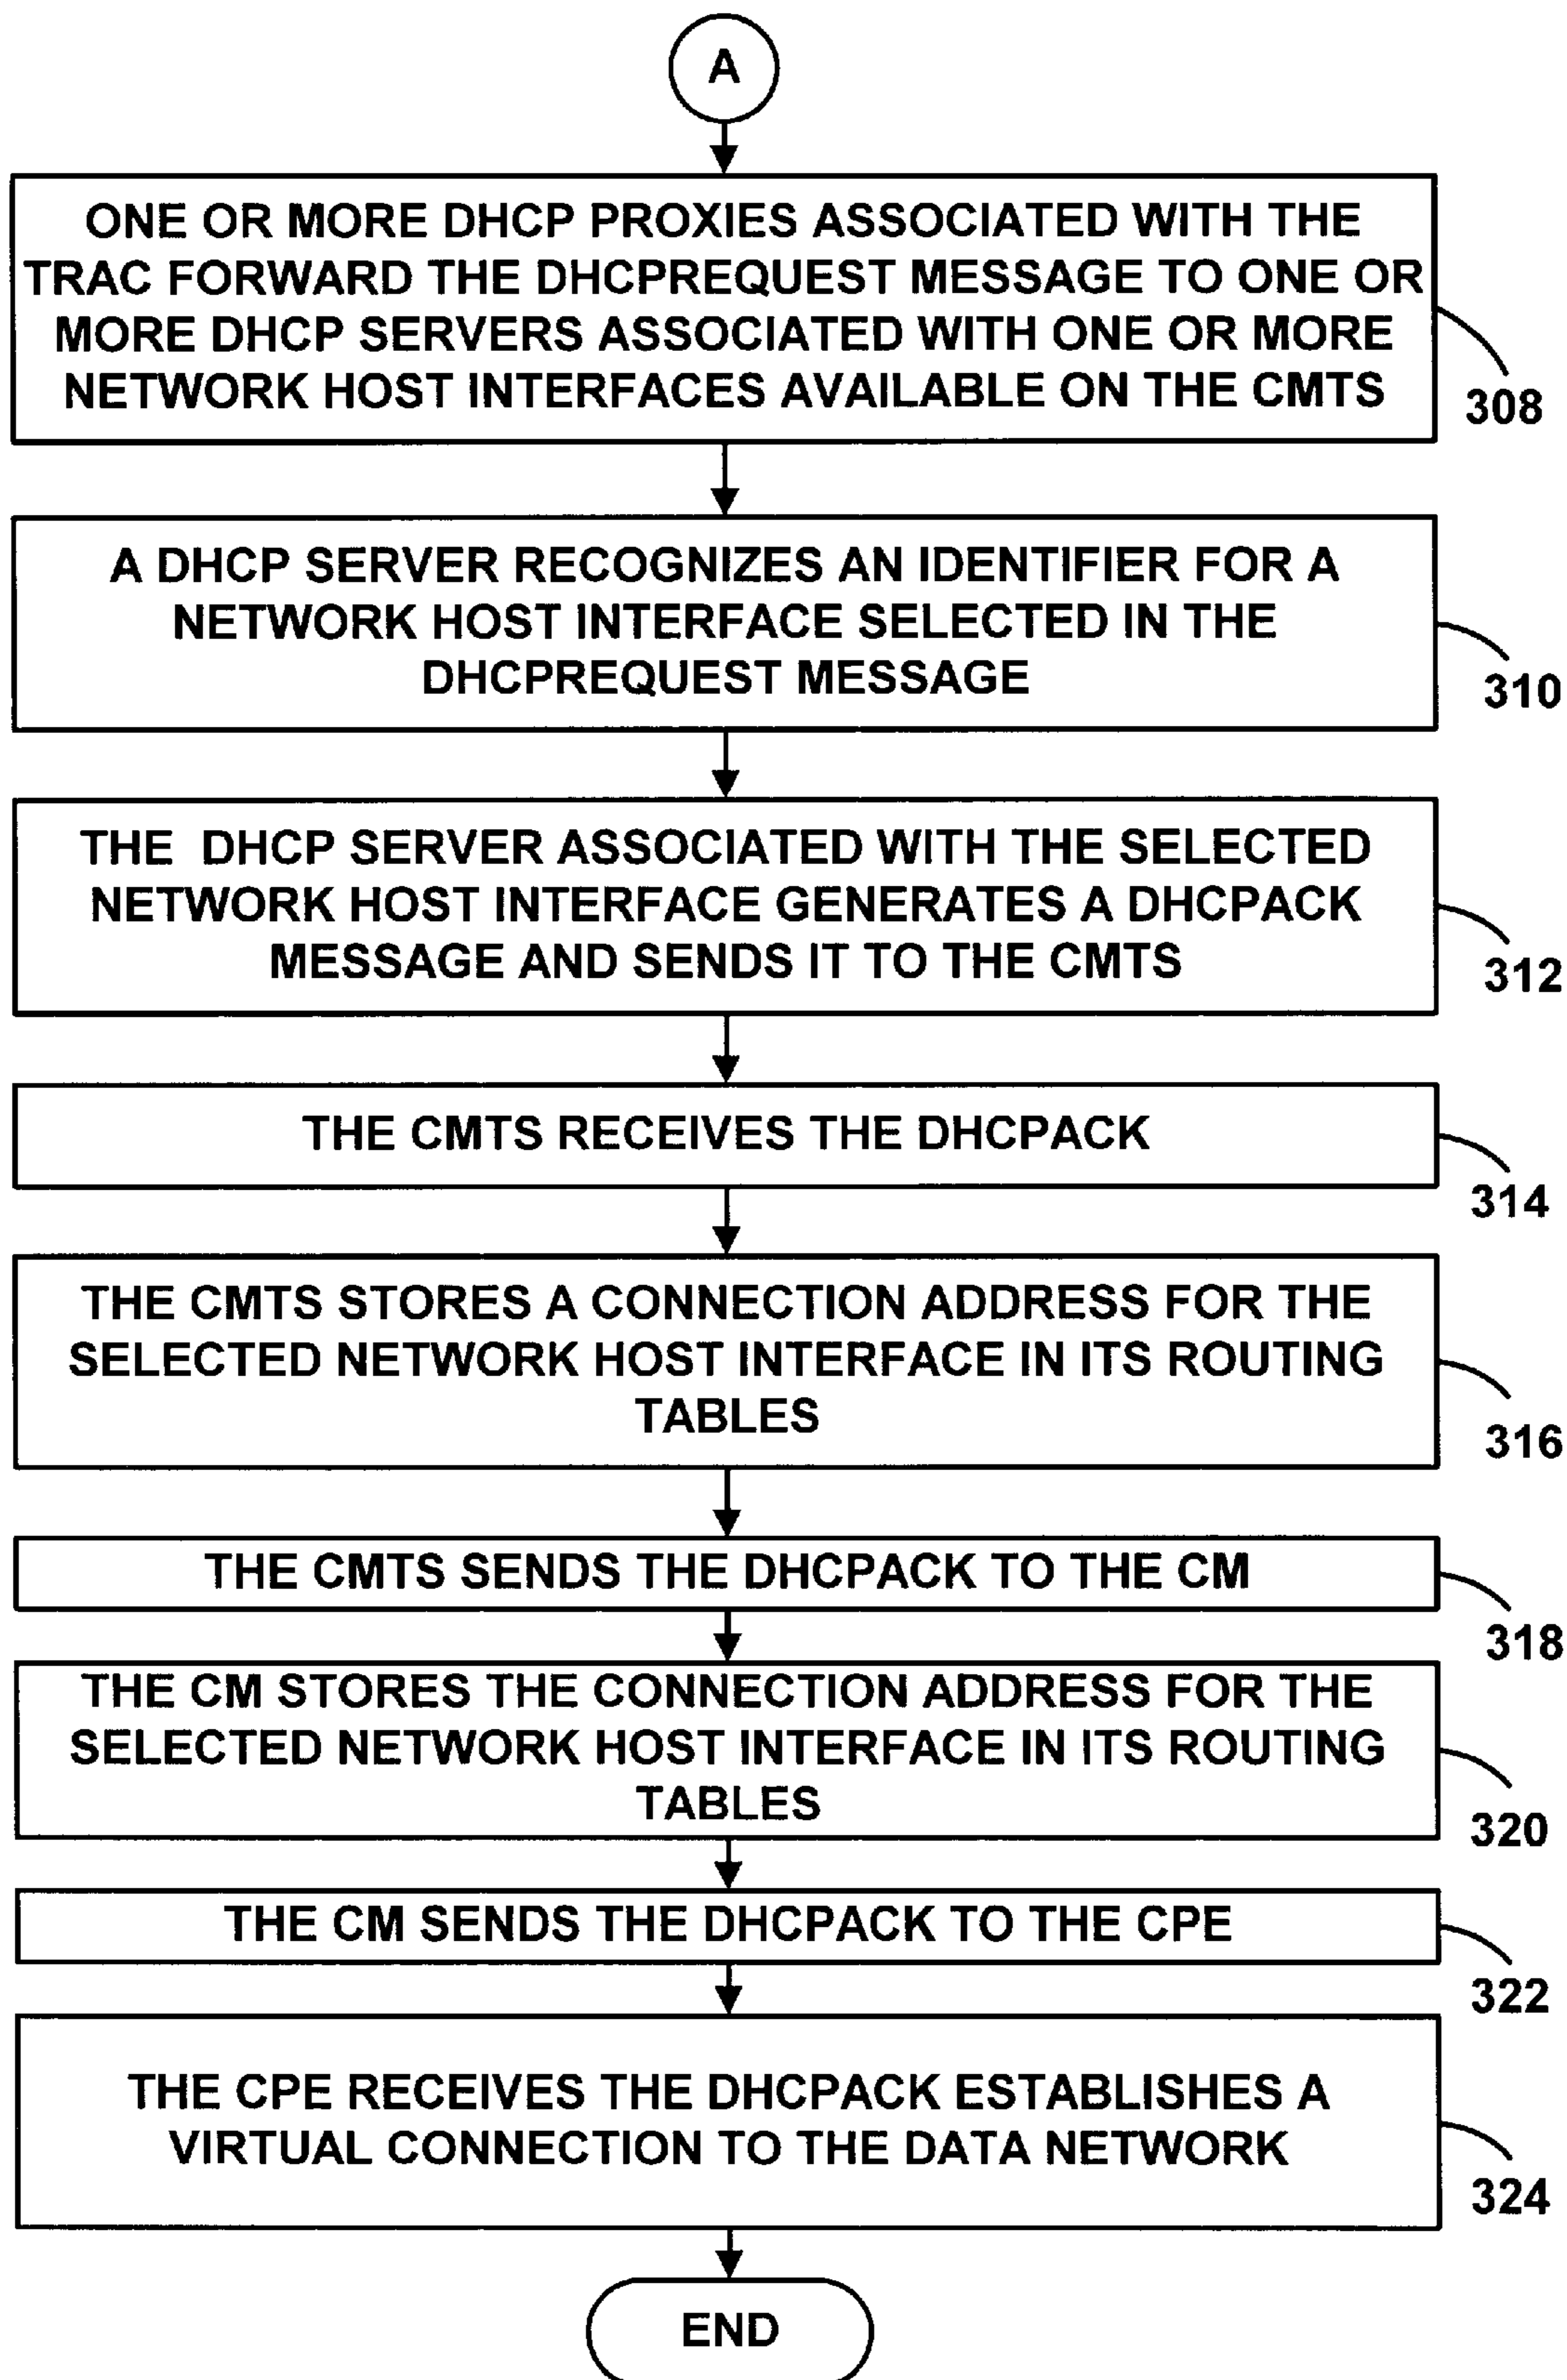 A
ONE OR MORE DHCP PROXIES ASSOCIATED WITH THE
TRAC FORWARD THE DHCPREQUEST MESSAGE TO ONE OR
MORE DHCP SERVERS ASSOCIATED WITH ONE OR MORE
NETWORK HOST INTERFACES AVAILABLE ON THE CMTS
308
A DHCP SERVER RECOGNIZES AN IDENTIFIER FOR A
NETWORK HOST INTERFACE SELECTED IN THE
DHCPREQUEST MESSAGE
310
THE DHCP SERVER ASSOCIATED WITH THE SELECTED
NETWORK HOST INTERFACE GENERATES A DHCPACK
MESSAGE AND SENDS IT TO THE CMTS
312
THE CMTS RECEIVES THE DHCPACK
314
THE CMTS STORES A CONNECTION ADDRESS FOR THE
SELECTED NETWORK HOST INTERFACE IN ITS ROUTING
TABLES
316
THE CMTS SENDS THE DHCPACK TO THE CM
318
THE CM STORES THE CONNECTION ADDRESS FOR THE
SELECTED NETWORK HOST INTERFACE IN ITS ROUTING
TABLES
320
THE CM SENDS THE DHCPACK TO THE CPE
322
THE CPE RECEIVES THE DHCPACK ESTABLISHES A
VIRTUAL CONNECTION TO THE DATA NETWORK
324
END